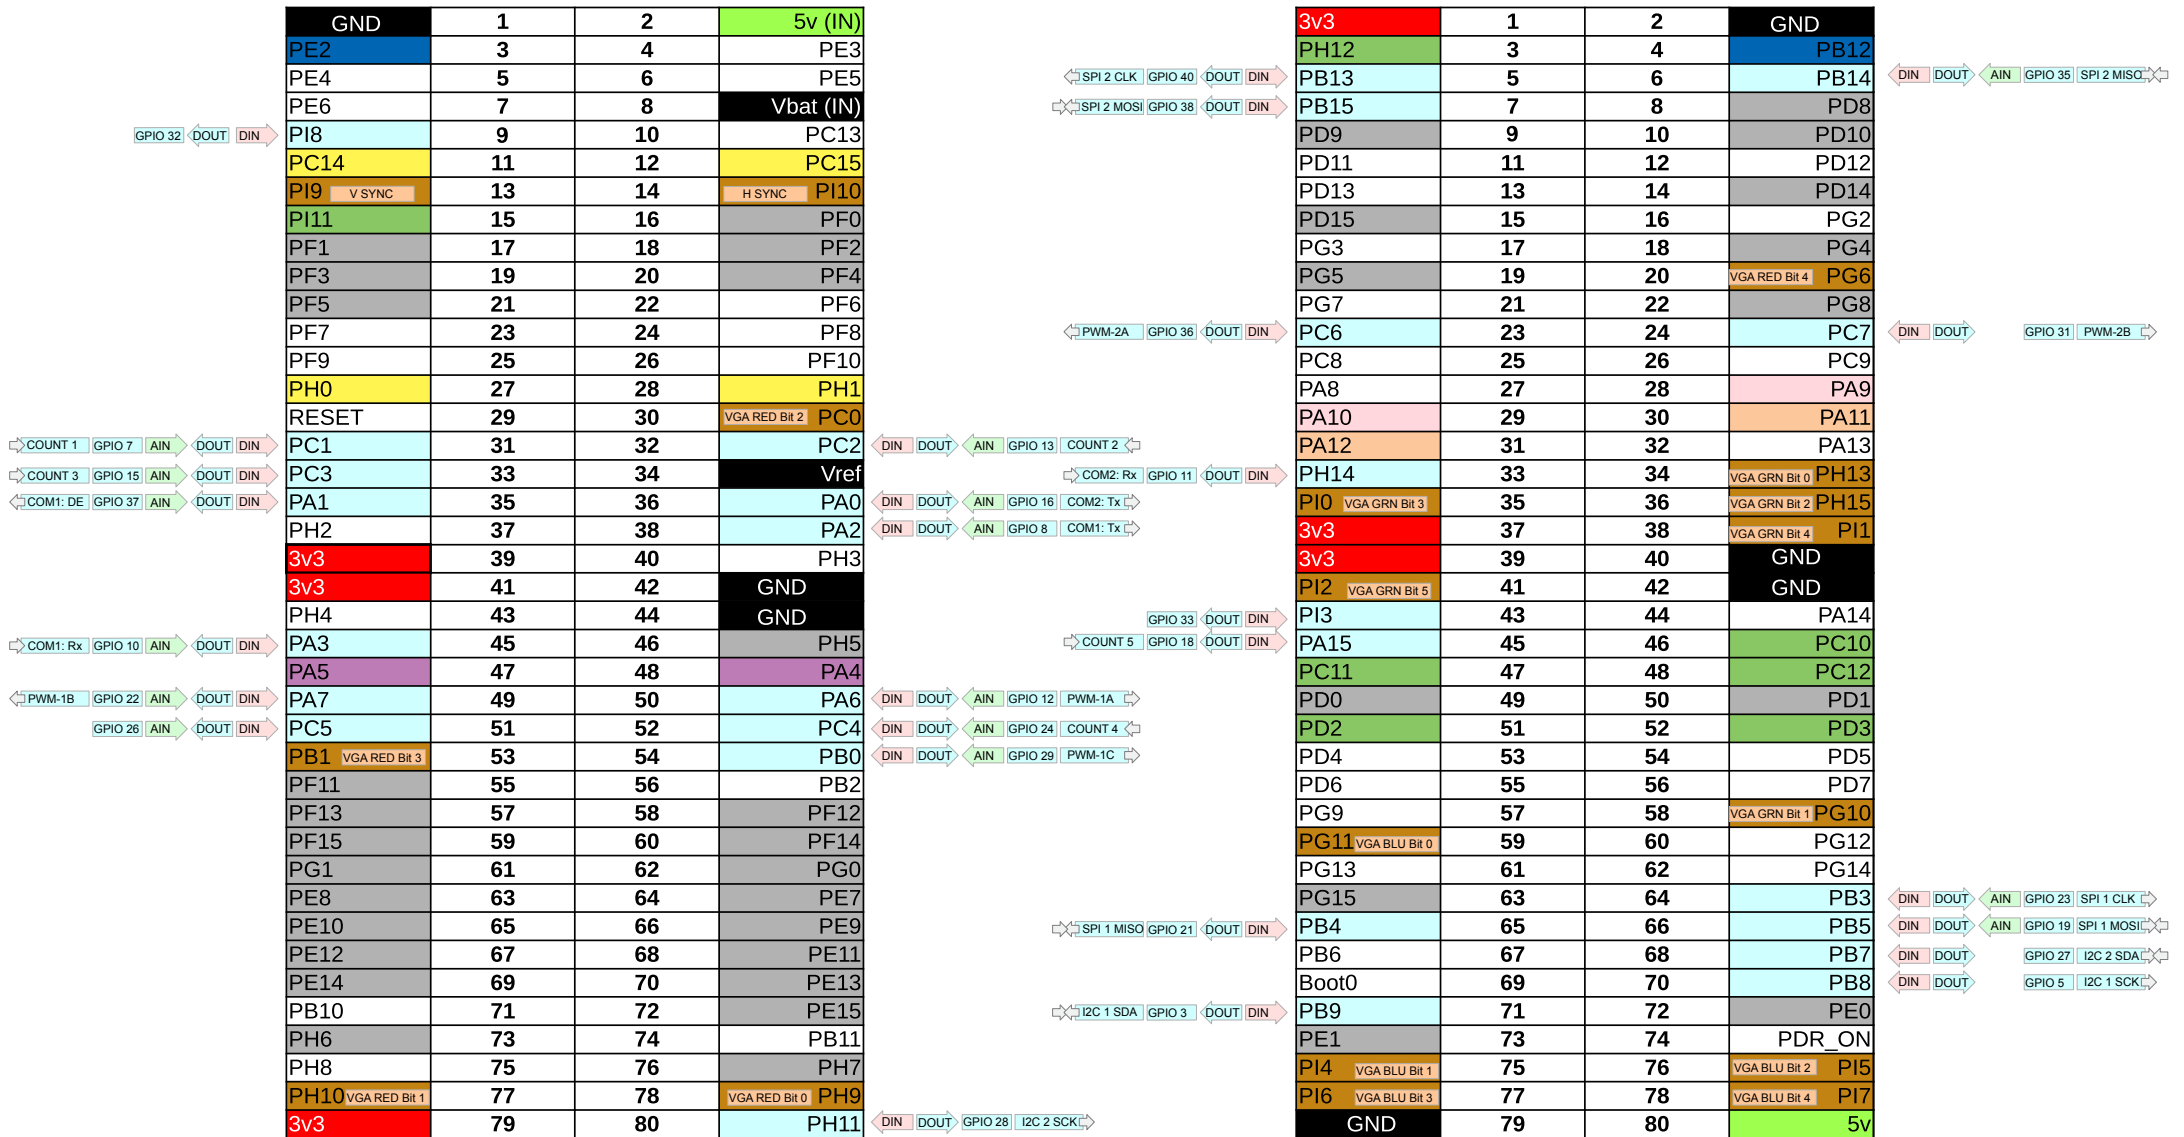 GND 1 2 5v (IN)
PE2 3 4 PE3
PE4 5 6 PE5
PE6 7 8 Vbat (IN)
GPIO 32 DOUT DIN PI8 9 10 PC13
PC14 11 12 PC15
PI9 V SYNC 13 14 H SYNC PI10
PI11 15 16 PF0
PF1 17 18 PF2
PF3 19 20 PF4
PF5 21 22 PF6
PF7 23 24 PF8
PF9 25 26 PF10
PH0 27 28 PH1
RESET 29 30 VGA RED Bit 2 PC0
COUNT 1 GPIO 7 AIN DOUT DIN PC1 31 32 PC2 DIN DOUT AIN GPIO 13 COUNT 2
COUNT 3 GPIO 15 AIN DOUT DIN PC3 33 34 Vref
COM1: DE GPIO 37 AIN DOUT DIN PA1 35 36 PA0 DIN DOUT AIN GPIO 16 COM2: Tx
PH2 37 38 PA2 DIN DOUT AIN GPIO 8 COM1: Tx
3v3 39 40 PH3
3v3 41 42 GND
PH4 43 44 GND
COM1: Rx GPIO 10 AIN DOUT DIN PA3 45 46 PH5
PA5 47 48 PA4
PWM-1B GPIO 22 AIN DOUT DIN PA7 49 50 PA6 DIN DOUT AIN GPIO 12 PWM-1A
GPIO 26 AIN DOUT DIN PC5 51 52 PC4 DIN DOUT AIN GPIO 24 COUNT 4
PB1 VGA RED Bit 3 53 54 PB0 DIN DOUT AIN GPIO 29 PWM-1C
PF11 55 56 PB2
PF13 57 58 PF12
PF15 59 60 PF14
PG1 61 62 PG0
PE8 63 64 PE7
PE10 65 66 PE9
PE12 67 68 PE11
PE14 69 70 PE13
PB10 71 72 PE15
PH6 73 74 PB11
PH8 75 76 PH7
PH10 VGA RED Bit 1 77 78 VGA RED Bit 0 PH9
3v3 79 80 PH11 DIN DOUT GPIO 28 I2C 2 SCK
3v3 1 2 GND
PH12 3 4 PB12
SPI 2 CLK GPIO 40 DOUT DIN PB13 5 6 PB14 DIN DOUT AIN GPIO 35 SPI 2 MISO
SPI 2 MOSI GPIO 38 DOUT DIN PB15 7 8 PD8
PD9 9 10 PD10
PD11 11 12 PD12
PD13 13 14 PD14
PD15 15 16 PG2
PG3 17 18 PG4
PG5 19 20 VGA RED Bit 4 PG6
PG7 21 22 PG8
PWM-2A GPIO 36 DOUT DIN PC6 23 24 PC7 DIN DOUT GPIO 31 PWM-2B
PC8 25 26 PC9
PA8 27 28 PA9
PA10 29 30 PA11
PA12 31 32 PA13
COM2: Rx GPIO 11 DOUT DIN PH14 33 34 VGA GRN Bit 0 PH13
PI0 VGA GRN Bit 3 35 36 VGA GRN Bit 2 PH15
3v3 37 38 VGA GRN Bit 4 PI1
3v3 39 40 GND
PI2 VGA GRN Bit 5 41 42 GND
GPIO 33 DOUT DIN PI3 43 44 PA14
COUNT 5 GPIO 18 DOUT DIN PA15 45 46 PC10
PC11 47 48 PC12
PD0 49 50 PD1
PD2 51 52 PD3
PD4 53 54 PD5
PD6 55 56 PD7
PG9 57 58 VGA GRN Bit 1 PG10
PG11 VGA BLU Bit 0 59 60 PG12
PG13 61 62 PG14
PG15 63 64 PB3 DIN DOUT AIN GPIO 23 SPI 1 CLK
SPI 1 MISO GPIO 21 DOUT DIN PB4 65 66 PB5 DIN DOUT AIN GPIO 19 SPI 1 MOSI
PB6 67 68 PB7 DIN DOUT GPIO 27 I2C 2 SDA
Boot0 69 70 PB8 DIN DOUT GPIO 5 I2C 1 SCK
I2C 1 SDA GPIO 3 DOUT DIN PB9 71 72 PE0
PE1 73 74 PDR_ON
PI4 VGA BLU Bit 1 75 76 VGA BLU Bit 2 PI5
PI6 VGA BLU Bit 3 77 78 VGA BLU Bit 4 PI7
GND 79 80 5v